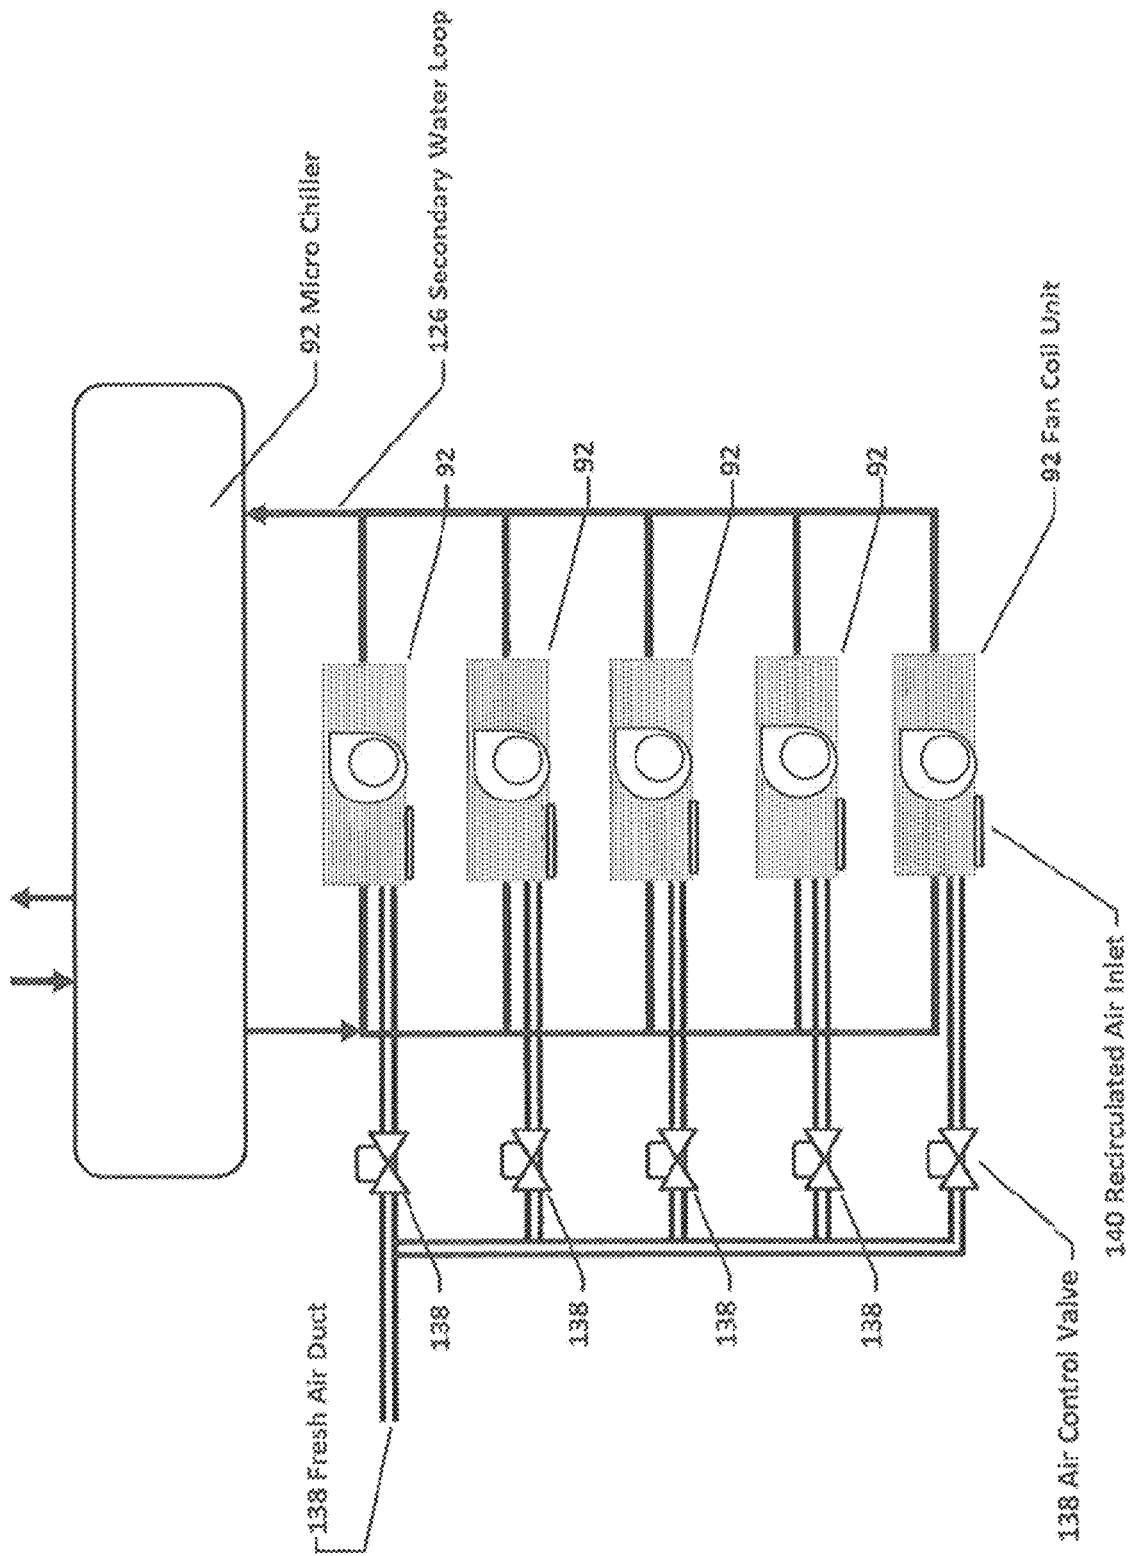 92 Micro Chiller
126 Secondary Water Loop
92
92
92
92
92 Fan Coil Unit
138 Fresh Air Duct
138
138
138
138
138 Air Control Valve
140 Recirculated Air Inlet